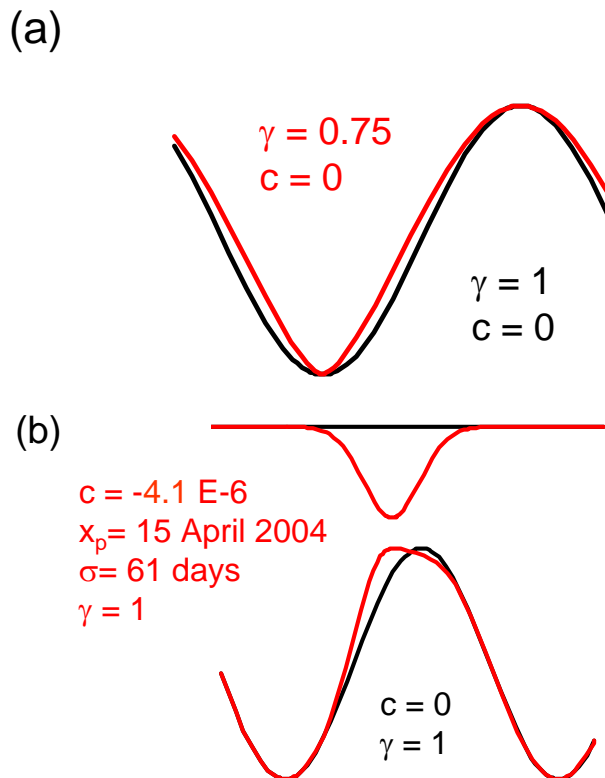 (a)
γ = 0.75
c = 0
γ = 1
c = 0
(b)
c = -4.1 E-6
xp= 15 April 2004
σ= 61 days
γ = 1
c = 0
γ = 1